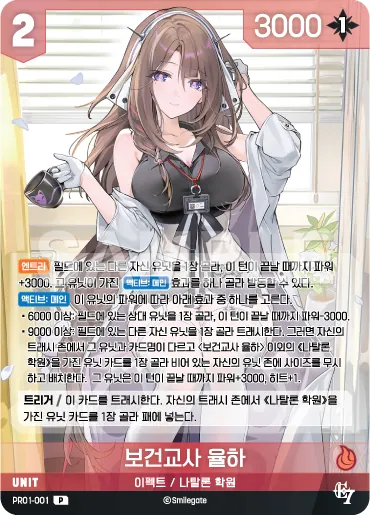 2
3000 1
엔트리 필드에 있는 다른 자신 유닛을 1장 골라, 이 턴이 끝날 때까지 파워
+3000. 그 유닛이 가진 액티브: 메인 효과를 하나 골라 발동할 수 있다.
액티브: 메인 이 유닛의 파워에 따라 아래 효과 중 하나를 고른다.
• 6000 이상: 필드에 있는 상대 유닛을 1장 골라, 이 턴이 끝날 때까지 파워-3000.
• 9000 이상: 필드에 있는 다른 자신 유닛을 1장 골라 트래시한다. 그러면 자신의
트래시 존에서 그 유닛과 카드명이 다르고 <보건교사 율하> 이외의 《나탈론
학원》을 가진 유닛 카드를 1장 골라 비어 있는 자신의 유닛 존에 사이즈를 무시
하고 배치한다. 그 유닛은 이 턴이 끝날 때까지 파워+3000, 히트+1.
트리거 / 이 카드를 트래시한다. 자신의 트래시 존에서 《나탈론 학원》을
가진 유닛 카드를 1장 골라 패에 넣는다.
보건교사 율하
UNIT
이펙트 / 나탈론 학원
PR01-001 P
©Smilegate